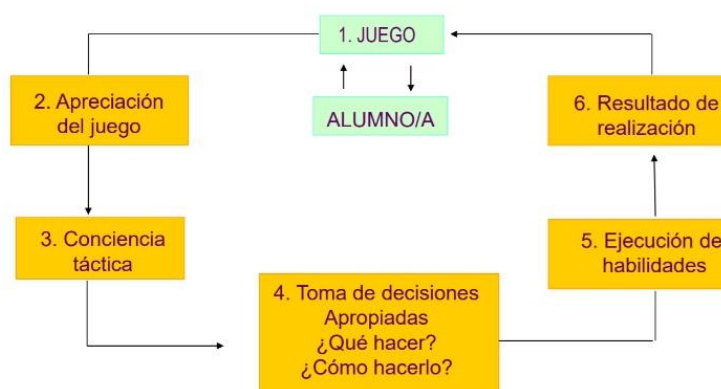 1. JUEGO
ALUMNO/A
2. Apreciación
del juego
3. Conciencia
táctica
4. Toma de decisiones
Apropiadas
¿Qué hacer?
¿Cómo hacerlo?
5. Ejecución de
habilidades
6. Resultado de
realización